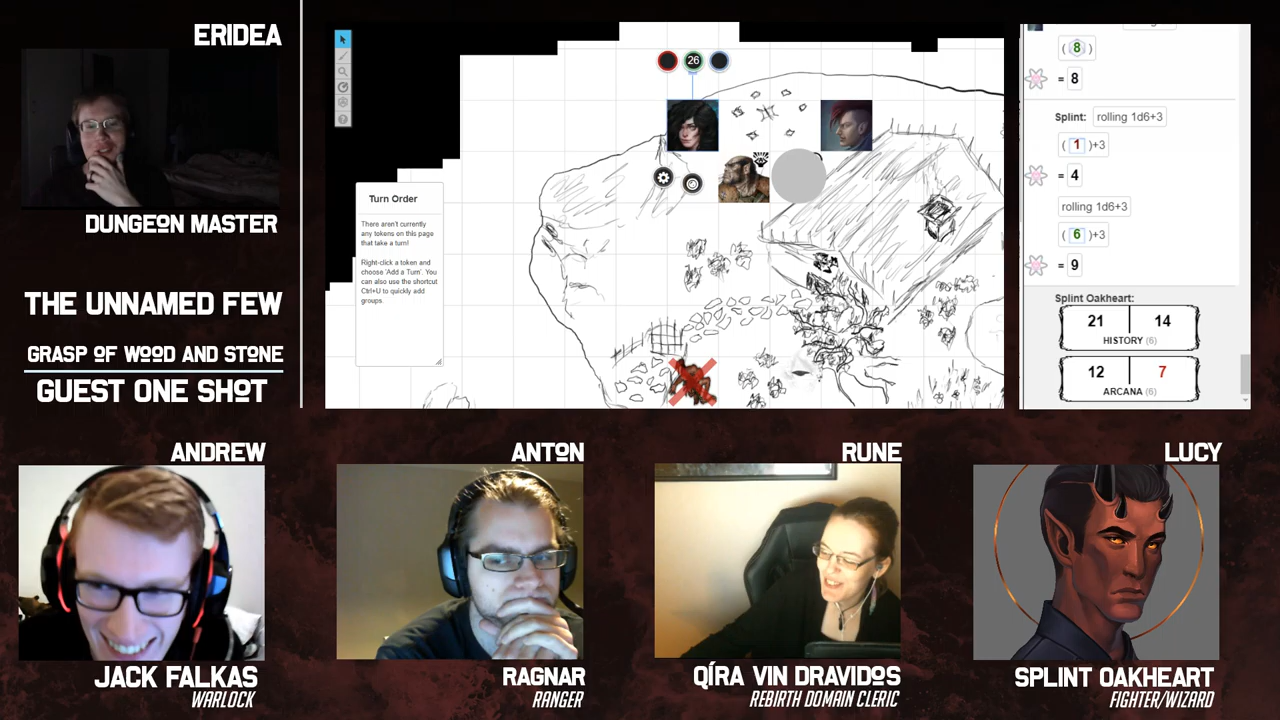 ERIDEA
DUNGEON MASTER
THE UNNAMED FEW
GRASP OF WOOD AND STONE
GUEST ONE SHOT
26
Turn Order
There aren't currently
any tokens on this page
that take a turn!
Right-click a token and
choose 'Add a Turn'. You
can also use the shortcut
Ctrl+U to quickly add
groups.
(8)
= 8
Splint: rolling 1d6+3
(1)+3
= 4
rolling 1d6+3
(6)+3
= 9
Splint Oakheart:
21 14
HISTORY (6)
12 7
ARCANA (6)
ANDREW
JACK FALKAS
WARLOCK
ANTON
RAGNAR
RANGER
RUNE
QÍRA VIN DRAVIDOS
REBIRTH DOMAIN CLERIC
LUCY
SPLINT OAKHEART
FIGHTER/WIZARD